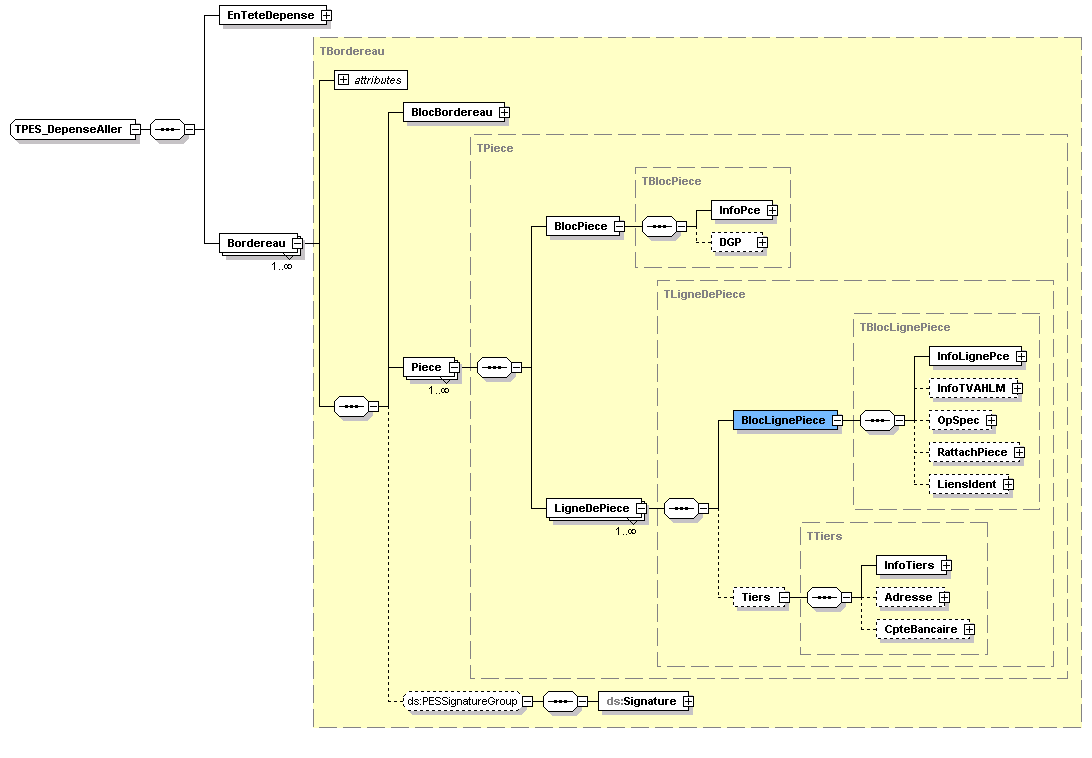 EnTeteDepense
TBordereau
attributes
BlocBordereau
TPES_DepenseAller
TPiece
TBlocPiece
InfoPce
BlocPiece
DGP
Bordereau
1..∞
TLigneDePiece
TBlocLignePiece
InfoLignePce
Piece
1..∞
InfoTVAHLM
BlocLignePiece
OpSpec
RattachPiece
LiensIdent
LigneDePiece
1..∞
TTiers
InfoTiers
Tiers
Adresse
CpteBancaire
ds:PESSignatureGroup
ds:Signature